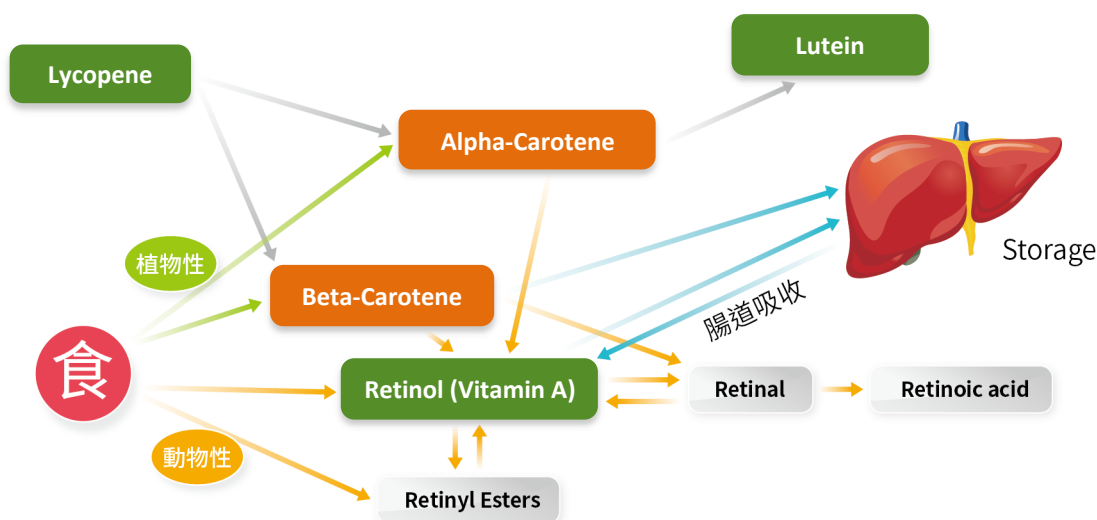 Lutein
Lycopene
Alpha-Carotene
植物性
Storage
Beta-Carotene
腸道吸收
食
Retinol (Vitamin A)
Retinal
Retinoic acid
動物性
Retinyl Esters